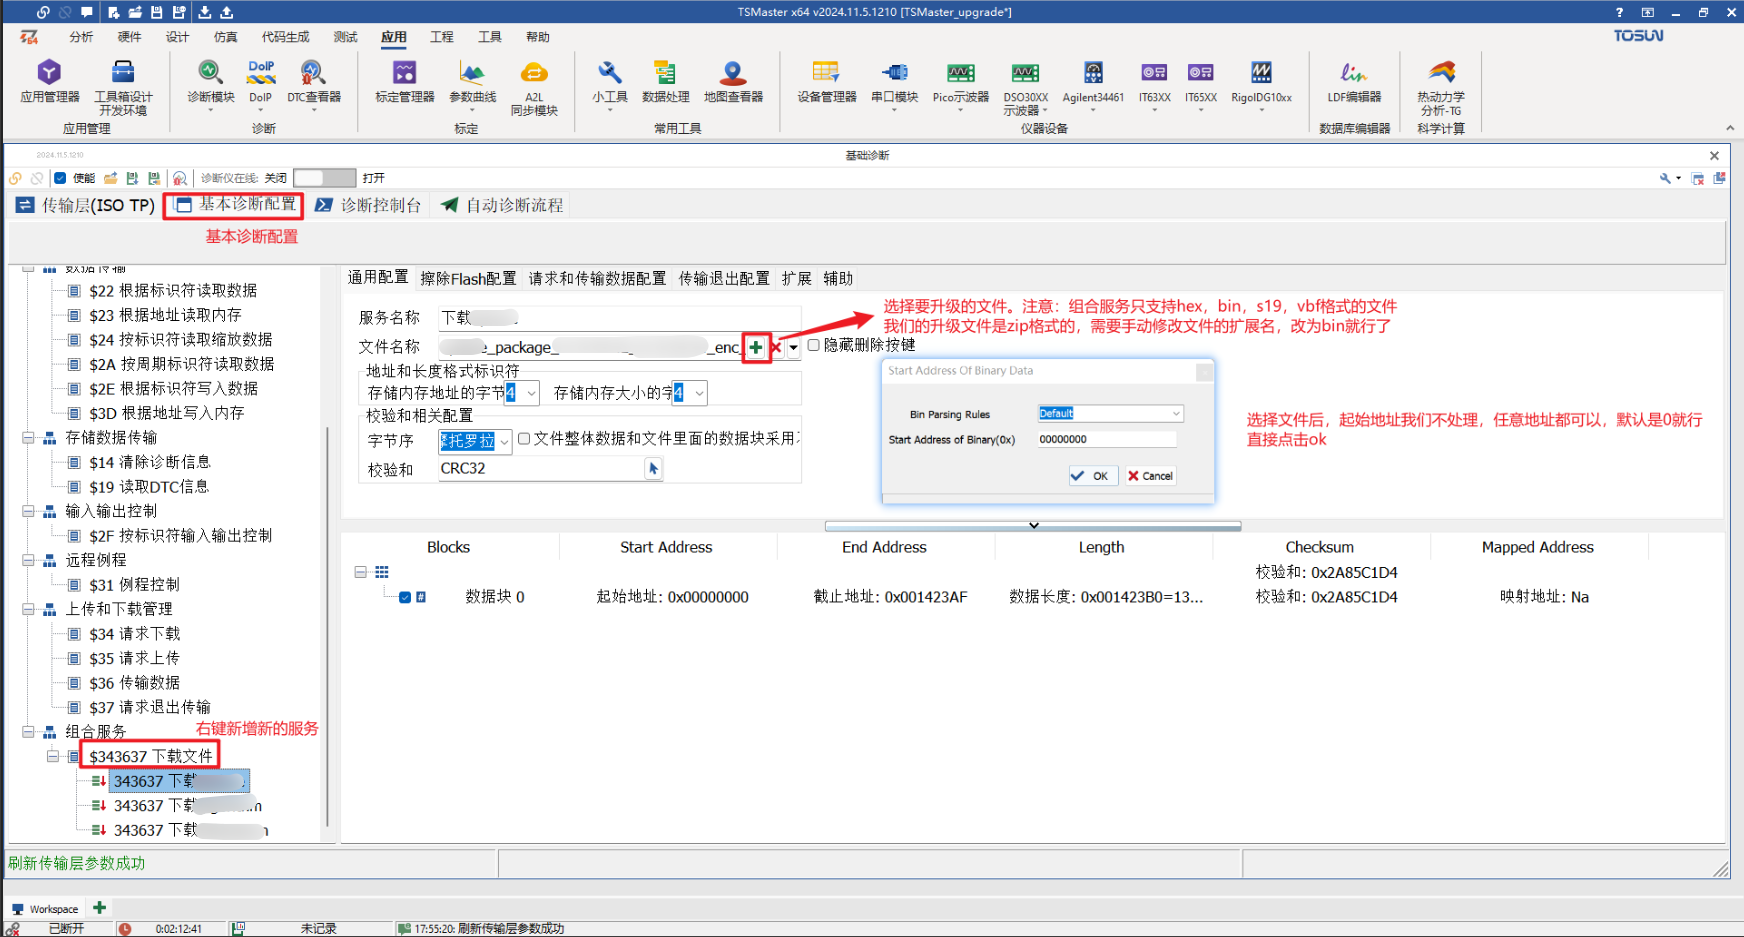 TSMaster x64 v2024.11.5.1210 [TSMaster_upgrade*]
分析 硬件 设计 仿真 代码生成 测试 应用 工程 工具 帮助
TOSUN
应用管理器 工具箱设计 开发环境 诊断模块 DoIP DTC查看器 标定管理器 参数曲线 A2L 同步模块 小工具 数据处理 地图查看器 设备管理器 串口模块 Pico示波器 DSO30XX 示波器 Agilent34461 IT63XX IT65XX RigolDG10xx LDF编辑器 热动力学 分析-TG
应用管理 诊断 标定 常用工具 仪器设备 数据库编辑器 科学计算
2024.11.5.1210
基础诊断
使能 诊断仪在线: 关闭 打开
传输层(ISO TP) 基本诊断配置 诊断控制台 自动诊断流程
基本诊断配置
数据传输
$22 根据标识符读取数据
$23 根据地址读取内存
$24 按标识符读取缩放数据
$2A 按周期标识符读取数据
$2E 根据标识符写入数据
$3D 根据地址写入内存
存储数据传输
$14 清除诊断信息
$19 读取DTC信息
输入输出控制
$2F 按标识符输入输出控制
远程例程
$31 例程控制
上传和下载管理
$34 请求下载
$35 请求上传
$36 传输数据
$37 请求退出传输
组合服务
右键新增新的服务
$343637 下载文件
343637 下载
343637 下载
343637 下载
通用配置 擦除Flash配置 请求和传输数据配置 传输退出配置 扩展 辅助
服务名称 下载
文件名称 _package_ _enc_ 隐藏删除按键
地址和长度格式标识符
存储内存地址的字节 4 存储内存大小的字 4
校验和相关配置
字节序 托罗拉 文件整体数据和文件里面的数据块采用
校验和 CRC32
选择要升级的文件。注意：组合服务只支持hex，bin，s19，vbf格式的文件
我们的升级文件是zip格式的，需要手动修改文件的扩展名，改为bin就行了
Start Address Of Binary Data
Bin Parsing Rules Default
Start Address of Binary(0x) 00000000
OK Cancel
选择文件后，起始地址我们不处理，任意地址都可以，默认是0就行
直接点击ok
Blocks Start Address End Address Length Checksum Mapped Address
校验和: 0x2A85C1D4
数据块 0 起始地址: 0x00000000 截止地址: 0x001423AF 数据长度: 0x001423B0=13... 校验和: 0x2A85C1D4 映射地址: Na
刷新传输层参数成功
Workspace
已断开 0:02:12:41 未记录 17:55:20: 刷新传输层参数成功